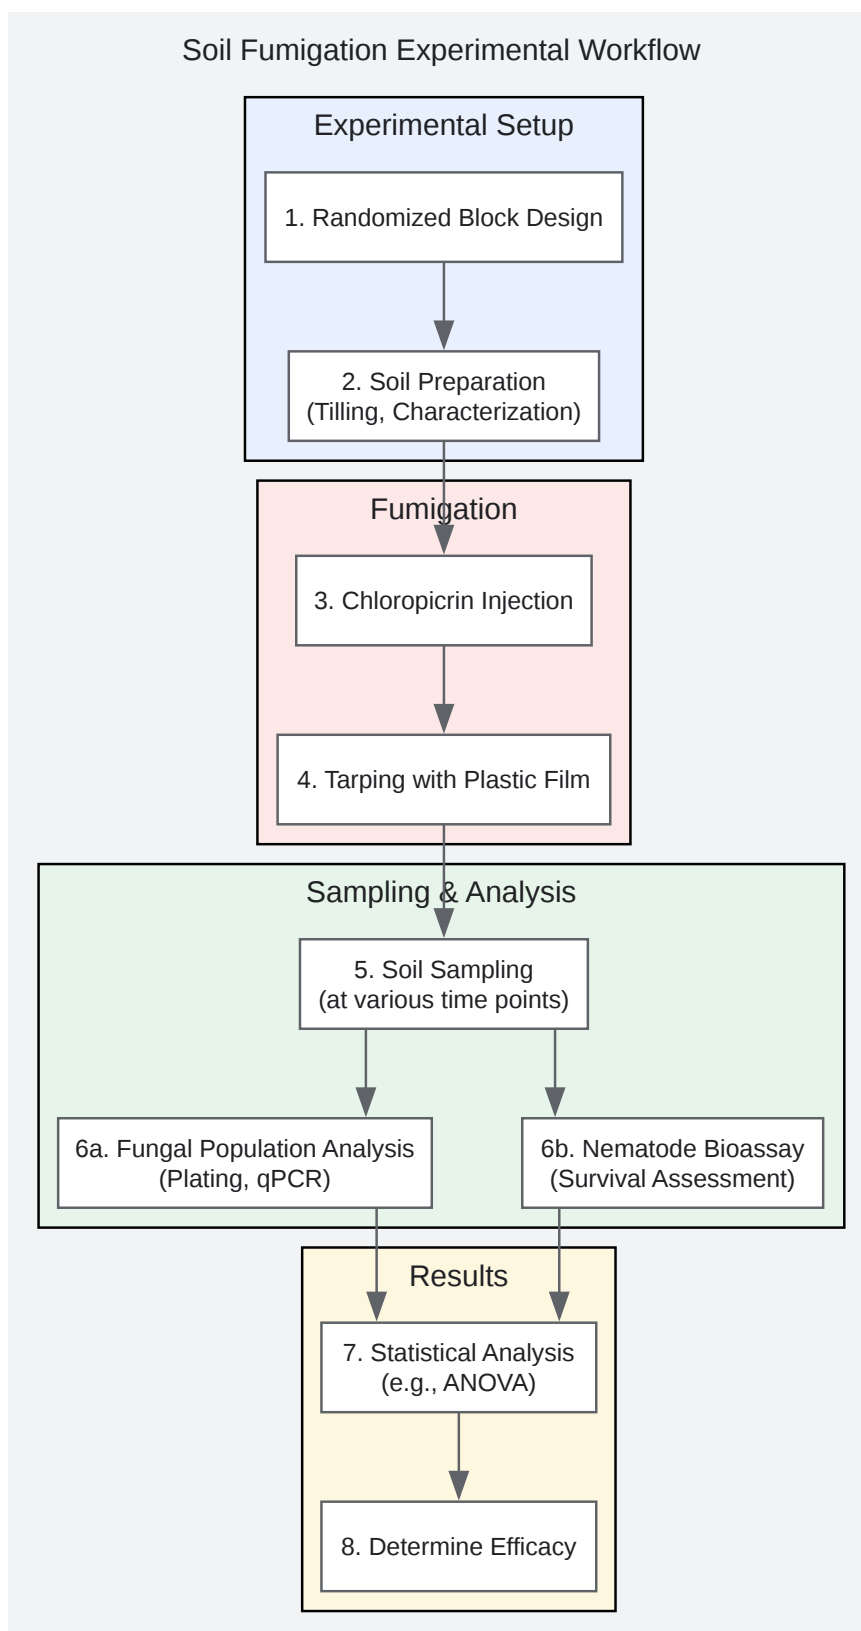 Soil Fumigation Experimental Workflow
Experimental Setup
1. Randomized Block Design
2. Soil Preparation
(Tilling, Characterization)
Fumigation
3. Chloropicrin Injection
4. Tarping with Plastic Film
Sampling & Analysis
5. Soil Sampling
(at various time points)
6a. Fungal Population Analysis
(Plating, qPCR)
6b. Nematode Bioassay
(Survival Assessment)
Results
7. Statistical Analysis
(e.g., ANOVA)
8. Determine Efficacy